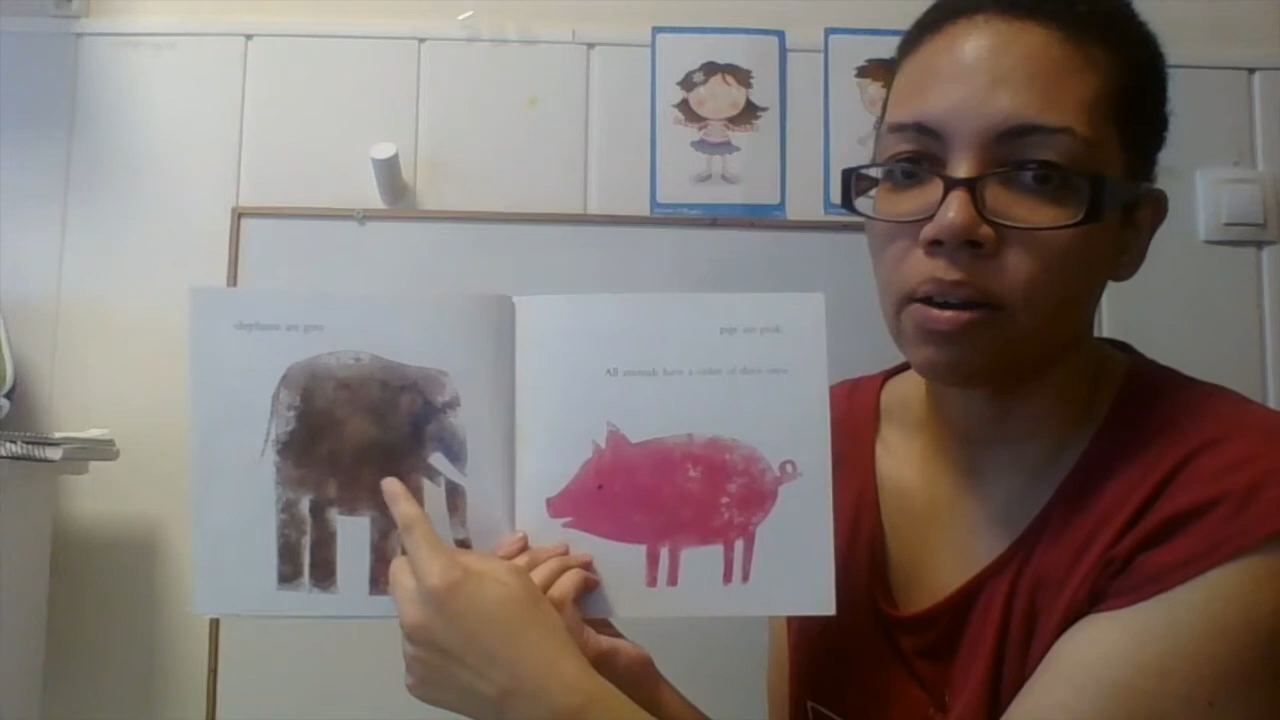 elephants are grey
pigs are pink.
All animals have a color of their own